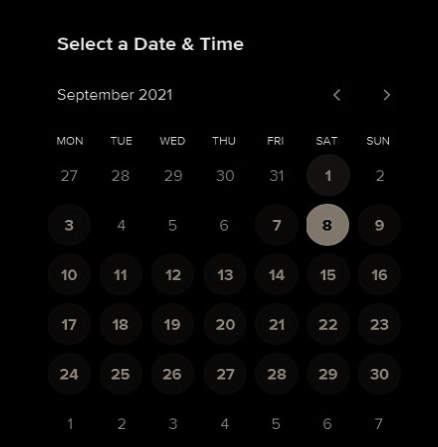 Select a Date & Time
September 2021
MON TUE WED THU FRI SAT SUN
27 28 29 30 31 1 2
3 4 5 6 7 8 9
10 11 12 13 14 15 16
17 18 19 20 21 22 23
24 25 26 27 28 29 30
1 2 3 4 5 6 7